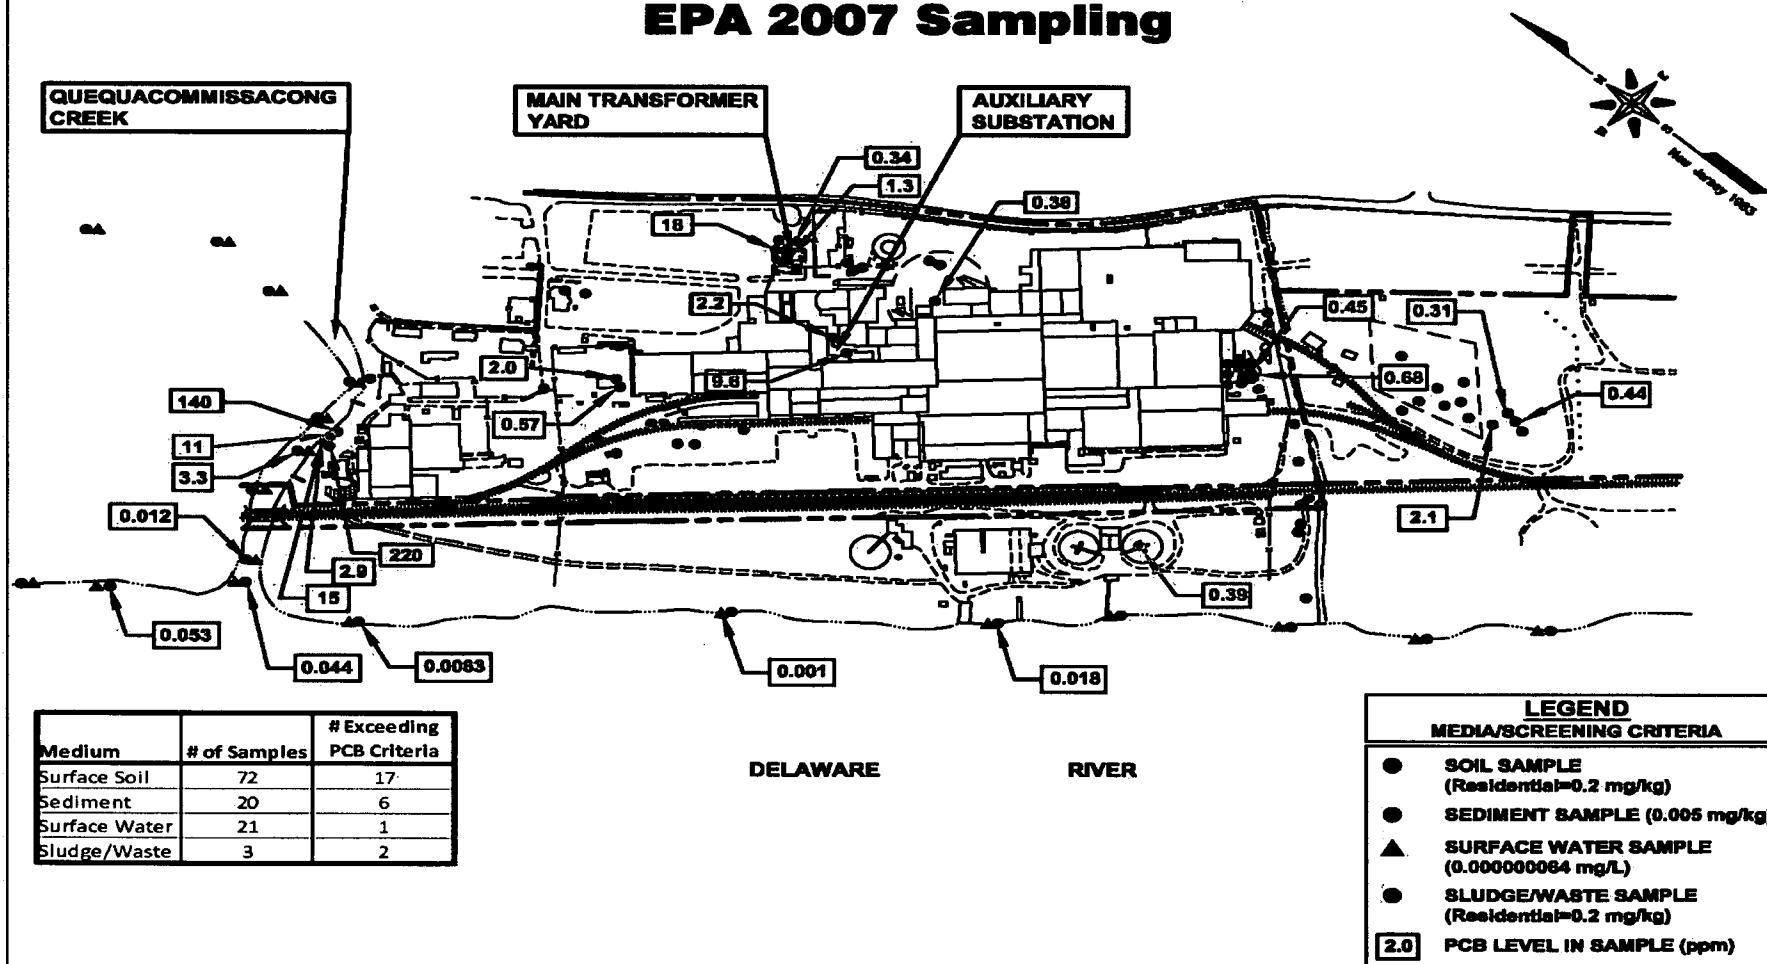 EPA 2007 Sampling
QUEQUACOMMISSACONG
CREEK
MAIN TRANSFORMER
YARD
AUXILIARY
SUBSTATION
New Jersey 1983
0.34
1.3
0.38
18
2.2
0.45
0.31
2.0
9.6
0.68
0.44
140
0.57
11
3.3
0.012
2.1
220
2.9
15
0.39
0.053
0.044
0.0083
0.001
0.018
Medium # of Samples # Exceeding
PCB Criteria
Surface Soil 72 17
Sediment 20 6
Surface Water 21 1
Sludge/Waste 3 2
DELAWARE RIVER
LEGEND
MEDIA/SCREENING CRITERIA
SOIL SAMPLE
(Residential=0.2 mg/kg)
SEDIMENT SAMPLE (0.005 mg/kg)
SURFACE WATER SAMPLE
(0.000000064 mg/L)
SLUDGE/WASTE SAMPLE
(Residential=0.2 mg/kg)
2.0 PCB LEVEL IN SAMPLE (ppm)